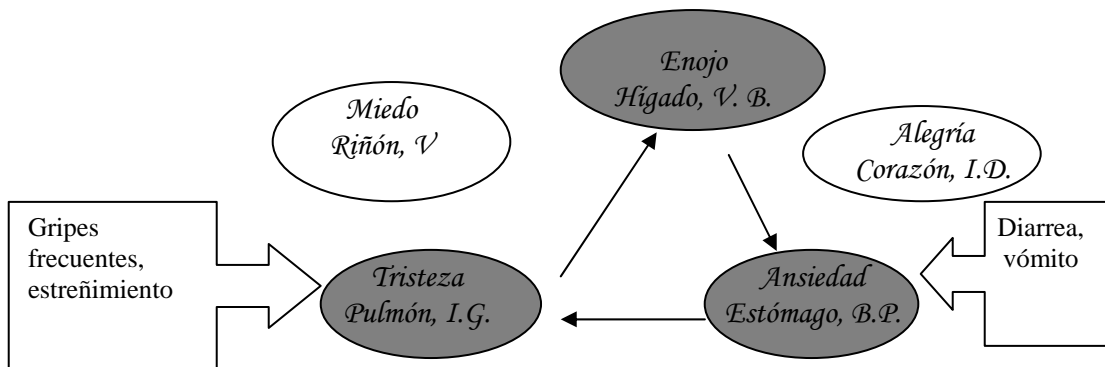 Enojo
Hígado, V. B.
Miedo
Riñón, V
Alegría
Corazón, I.D.
Gripes
frecuentes,
estreñimiento
Tristeza
Pulmón, I.G.
Ansiedad
Estómago, B.P.
Diarrea,
vómito